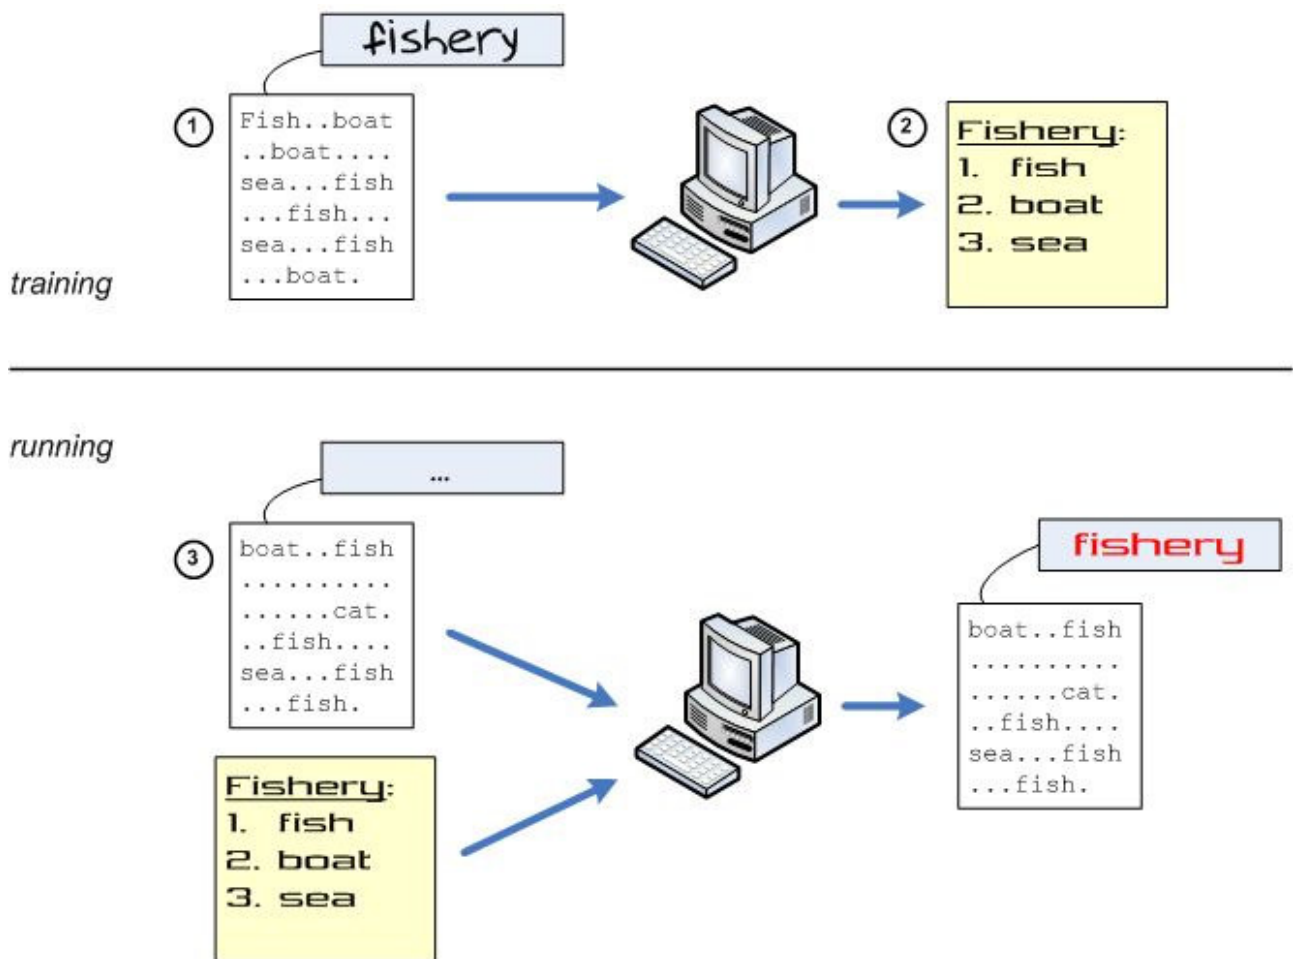 fishery
1
Fish..boat
..boat....
sea...fish
...fish...
sea...fish
...boat.
2
Fishery:
1. fish
2. boat
3. sea
training
running
...
3
boat..fish
..........
......cat.
..fish....
sea...fish
...fish.
Fishery:
1. fish
2. boat
3. sea
fishery
boat..fish
..........
......cat.
..fish....
sea...fish
...fish.